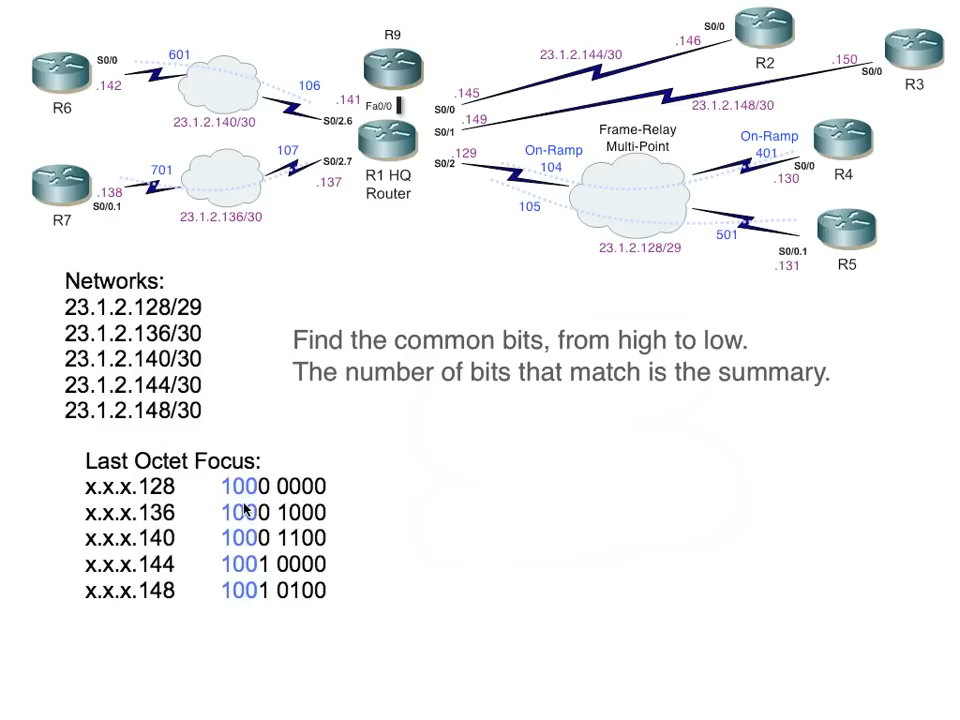 R9
R6
S0/0
.142
601
106
23.1.2.140/30
.141
Fa0/0
S0/2.6
R7
.138
S0/0.1
701
107
23.1.2.136/30
S0/2.7
.137
R1 HQ
Router
.145
S0/0
.149
S0/1
.129
S0/2
23.1.2.144/30
.146
S0/0
R2
23.1.2.148/30
.150
S0/0
R3
Frame-Relay
Multi-Point
On-Ramp
104
105
23.1.2.128/29
On-Ramp
401
S0/0
.130
R4
501
S0/0.1
.131
R5
Networks:
23.1.2.128/29
23.1.2.136/30
23.1.2.140/30
23.1.2.144/30
23.1.2.148/30
Find the common bits, from high to low.
The number of bits that match is the summary.
Last Octet Focus:
x.x.x.128 1000 0000
x.x.x.136 1000 1000
x.x.x.140 1000 1100
x.x.x.144 1001 0000
x.x.x.148 1001 0100